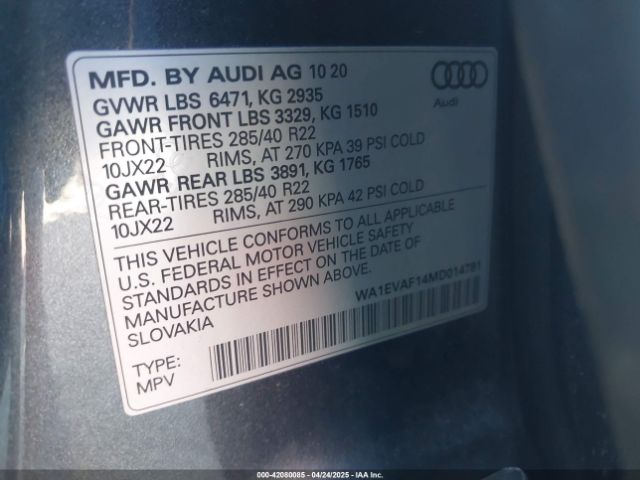 MFD. BY AUDI AG 10 20
GVWR LBS 6471, KG 2935
GAWR FRONT LBS 3329, KG 1510
FRONT-TIRES 285/40 R22
10JX22 RIMS, AT 270 KPA 39 PSI COLD
GAWR REAR LBS 3891, KG 1765
REAR-TIRES 285/40 R22
10JX22 RIMS, AT 290 KPA 42 PSI COLD
THIS VEHICLE CONFORMS TO ALL APPLICABLE
U.S. FEDERAL MOTOR VEHICLE SAFETY
STANDARDS IN EFFECT ON THE DATE OF
MANUFACTURE SHOWN ABOVE.
SLOVAKIA
Audi
WA1EVAF14MD014781
TYPE:
MPV
000-42080085 - 04/24/2025 - IAA Inc.